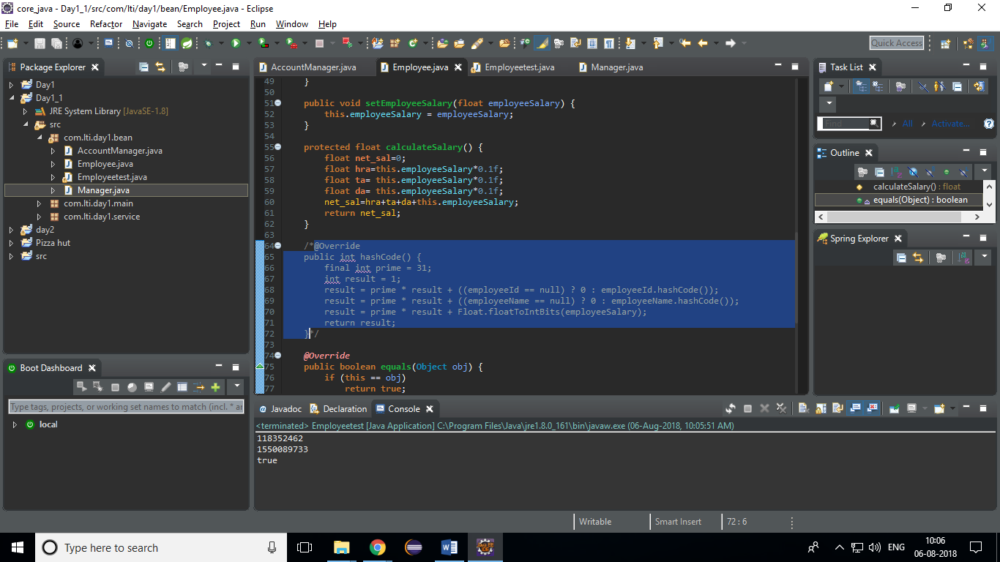 core_java - Day1_1/src/com/lti/day1/bean/Employee.java - Eclipse
File Edit Source Refactor Navigate Search Project Run Window Help
Quick Access
Package Explorer
Day1
Day1_1
JRE System Library [JavaSE-1.8]
src
com.lti.day1.bean
AccountManager.java
Employee.java
Employeetest.java
Manager.java
com.lti.day1.main
com.lti.day1.service
day2
Pizza hut
src
Boot Dashboard
Type tags, projects, or working set names to match (incl. * ar
local
AccountManager.java Employee.java Employeetest.java Manager.java
49 }
50
51 public void setEmployeeSalary(float employeeSalary) {
52 this.employeeSalary = employeeSalary;
53 }
54
55 protected float calculateSalary() {
56 float net_sal=0;
57 float hra=this.employeeSalary*0.1f;
58 float ta= this.employeeSalary*0.1f;
59 float da= this.employeeSalary*0.1f;
60 net_sal=hra+ta+da+this.employeeSalary;
61 return net_sal;
62 }
63
64 /*@Override
65 public int hashCode() {
66 final int prime = 31;
67 int result = 1;
68 result = prime * result + ((employeeId == null) ? 0 : employeeId.hashCode());
69 result = prime * result + ((employeeName == null) ? 0 : employeeName.hashCode());
70 result = prime * result + Float.floatToIntBits(employeeSalary);
71 return result;
72 }*/
73
74 @Override
75 public boolean equals(Object obj) {
76 if (this == obj)
77 return true;
Javadoc Declaration Console
<terminated> Employeetest [Java Application] C:\Program Files\Java\jre1.8.0_161\bin\javaw.exe (06-Aug-2018, 10:05:51 AM)
118352462
1550089733
true
Task List
Find All Activate...
Outline
calculateSalary() : float
equals(Object) : boolean
Spring Explorer
Writable Smart Insert 72 : 6
Type here to search
ENG
10:06
06-08-2018